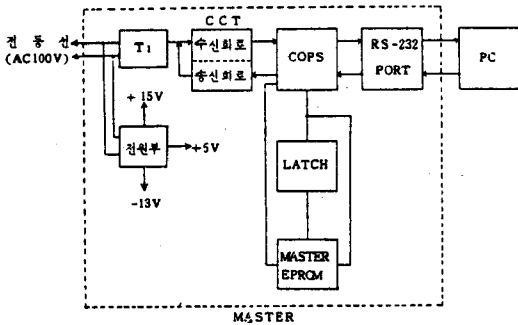 CCT
전등선
(AC100V)
T1
수신회로
송신회로
COPS
RS-232
PORT
PC
+15V
전원부
+5V
-13V
LATCH
MASTER
EPROM
MASTER